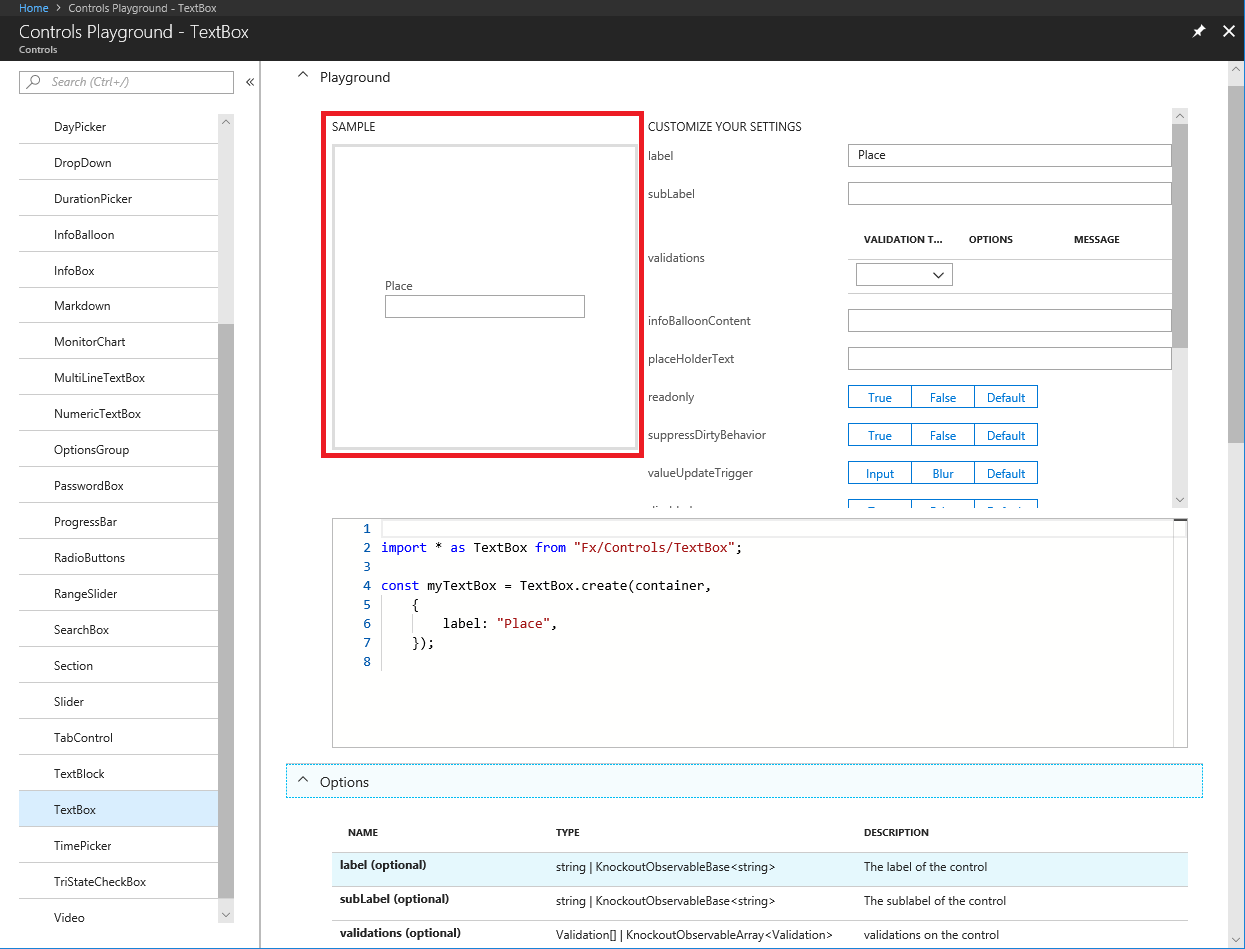 Home > Controls Playground - TextBox
Controls Playground - TextBox
Controls
Search (Ctrl+/)
«
DayPicker
DropDown
DurationPicker
InfoBalloon
InfoBox
Markdown
MonitorChart
MultiLineTextBox
NumericTextBox
OptionsGroup
PasswordBox
ProgressBar
RadioButtons
RangeSlider
SearchBox
Section
Slider
TabControl
TextBlock
TextBox
TimePicker
TriStateCheckBox
Video
Playground
SAMPLE
Place
CUSTOMIZE YOUR SETTINGS
label Place
subLabel
VALIDATION T... OPTIONS MESSAGE
validations
infoBalloonContent
placeHolderText
readonly True False Default
suppressDirtyBehavior True False Default
valueUpdateTrigger Input Blur Default
1
2 import * as TextBox from "Fx/Controls/TextBox";
3
4 const myTextBox = TextBox.create(container,
5 {
6 label: "Place",
7 });
8
Options
NAME TYPE DESCRIPTION
label (optional) string | KnockoutObservableBase<string> The label of the control
subLabel (optional) string | KnockoutObservableBase<string> The sublabel of the control
validations (optional) Validation[] | KnockoutObservableArray<Validation> validations on the control